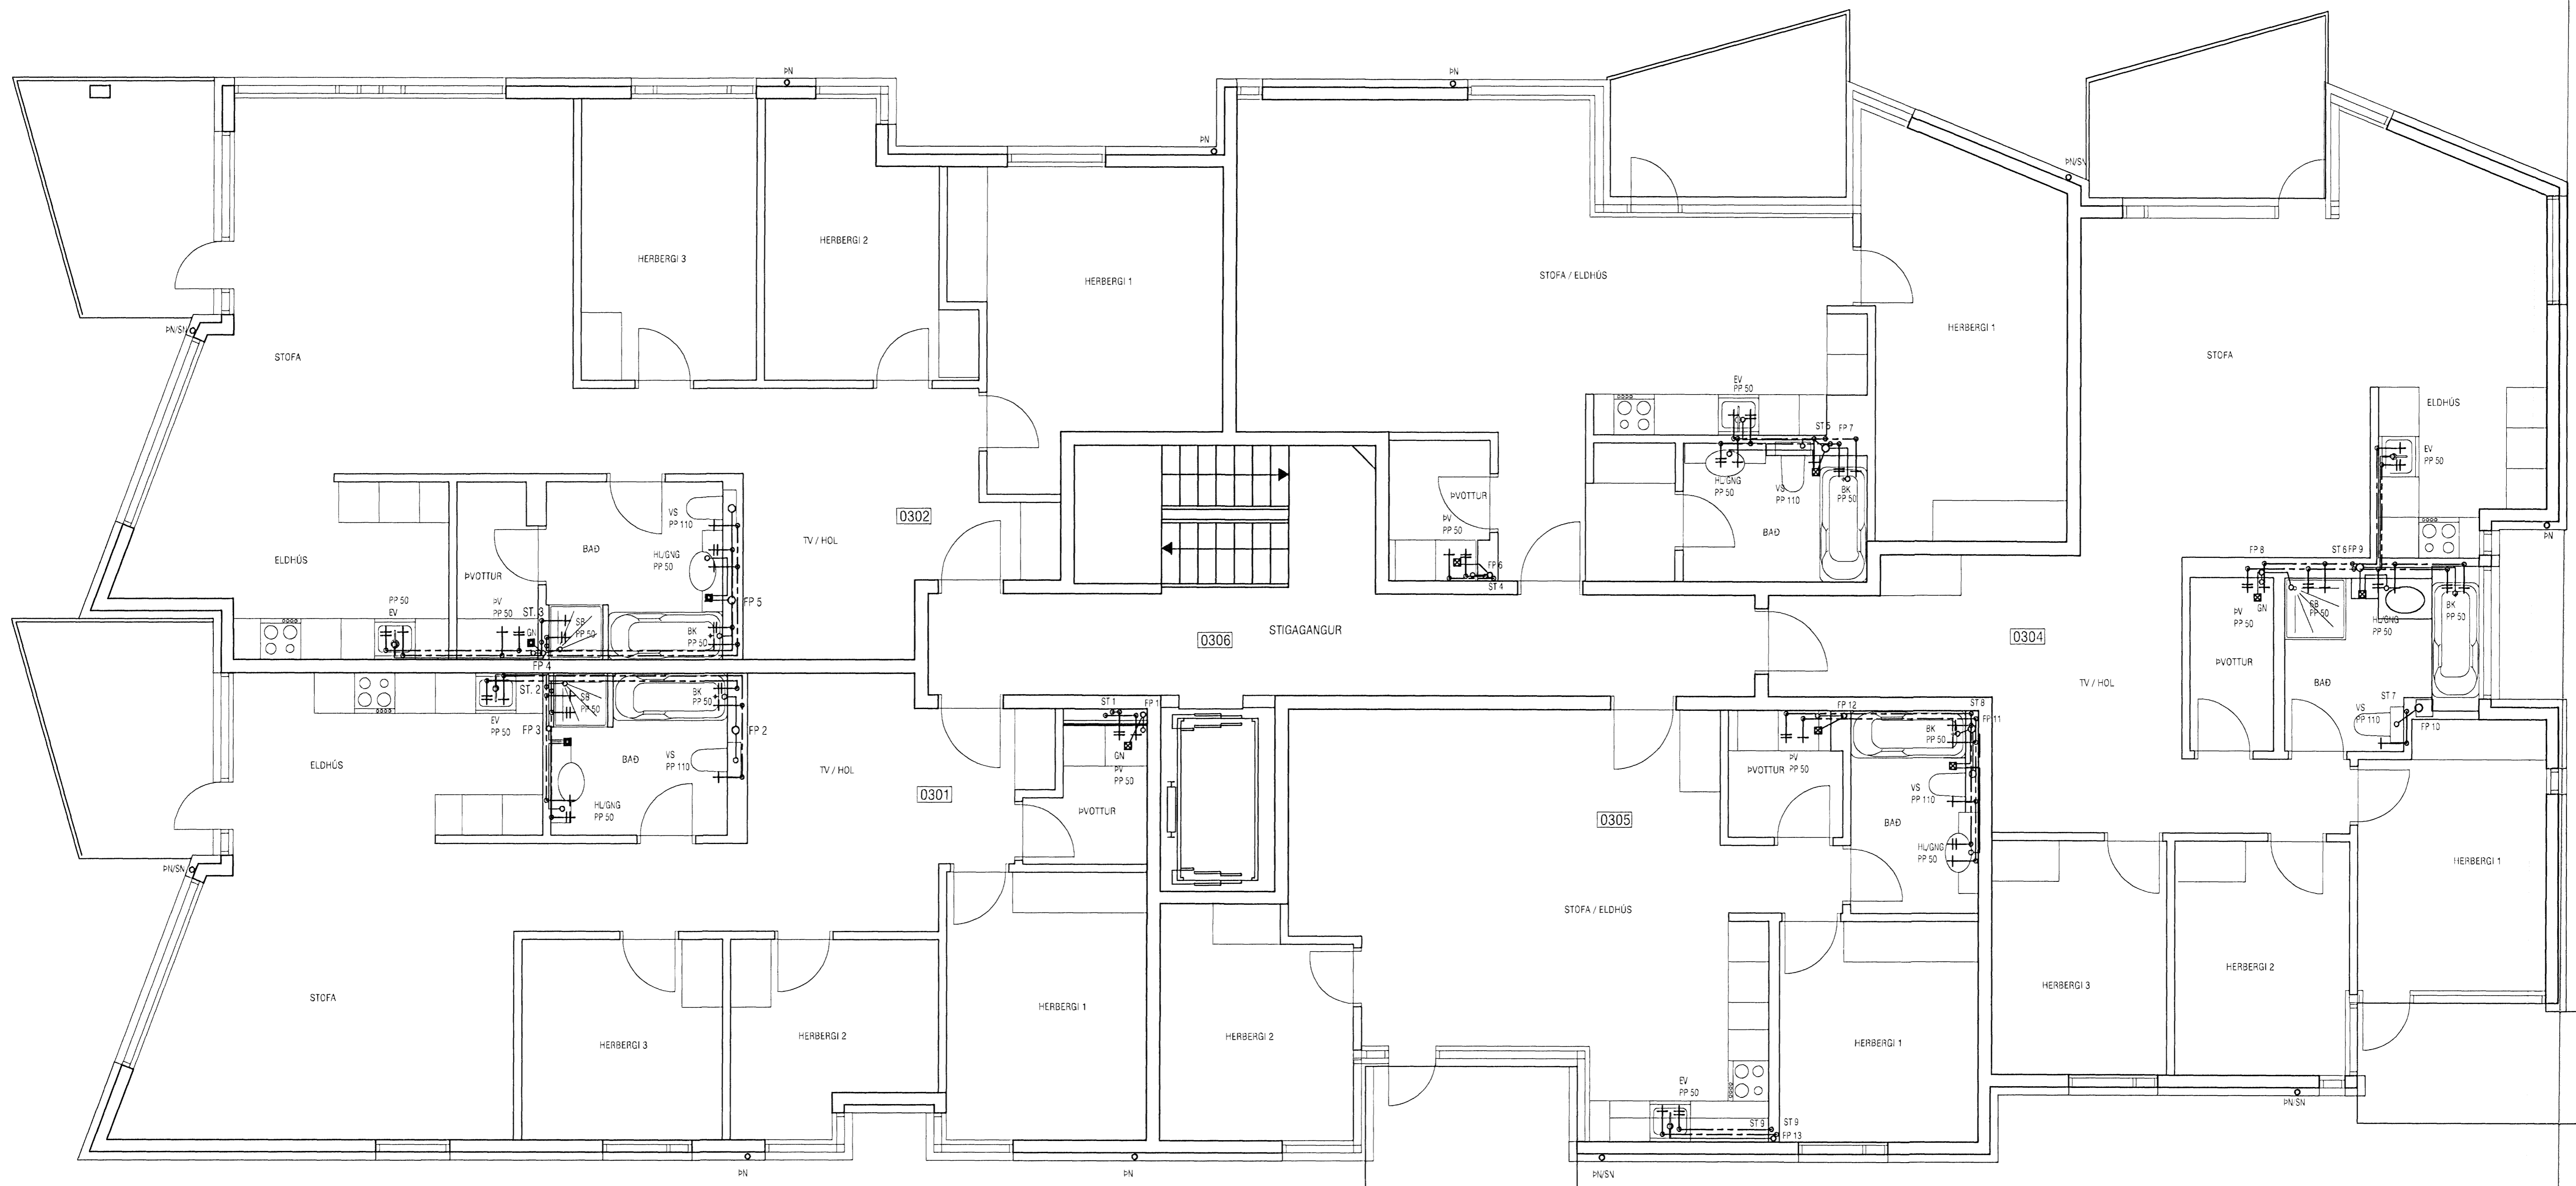 ÞN
ÞN
ÞN
ÞN/SN
HERBERGI 2
HERBERGI 3
HERBERGI 1
STOFA / ELDHÚS
HERBERGI 1
ÞN/SN
STOFA
STOFA
EV
PP 50
ELDHÚS
ST 5
FP 7
EV
PP 50
HL/GNG
PP 50
VS
PP 110
BK
PP 50
ÞVOTTUR
BAÐ
ÞV
PP 50
FP 6
ST 4
ÞN
0302
TV / HOL
VS
PP 110
BAÐ
HL/GNG
PP 50
ELDHÚS
ÞVOTTUR
PP 50
EV
ÞV
PP 50
ST. 3
GN
SB
PP 50
BK
PP 50
FP 5
FP 4
FP 8
ST 6
FP 9
ÞV
PP 50
GN
SB
PP 50
HL/GNG
PP 50
BK
PP 50
0306
STIGAGANGUR
0304
ÞVOTTUR
BAÐ
TV / HOL
ST 7
VS
PP 110
FP 10
ST. 2
SB
PP 50
BK
PP 50
EV
PP 50
FP 3
FP 2
ST 1
FP 1
GN
ÞV
PP 50
ELDHÚS
BAÐ
VS
PP 110
TV / HOL
0301
HL/GNG
PP 50
ÞVOTTUR
FP 12
ST 8
FP 11
BK
PP 50
ÞV
PP 50
ÞVOTTUR
VS
PP 110
0305
BAÐ
HL/GNG
PP 50
ÞN/SN
HERBERGI 1
STOFA / ELDHÚS
HERBERGI 2
HERBERGI 3
STOFA
HERBERGI 1
HERBERGI 2
HERBERGI 2
HERBERGI 3
HERBERGI 1
EV
PP 50
ST 9
ST 9
FP 13
ÞN/SN
ÞN
ÞN
ÞN/SN